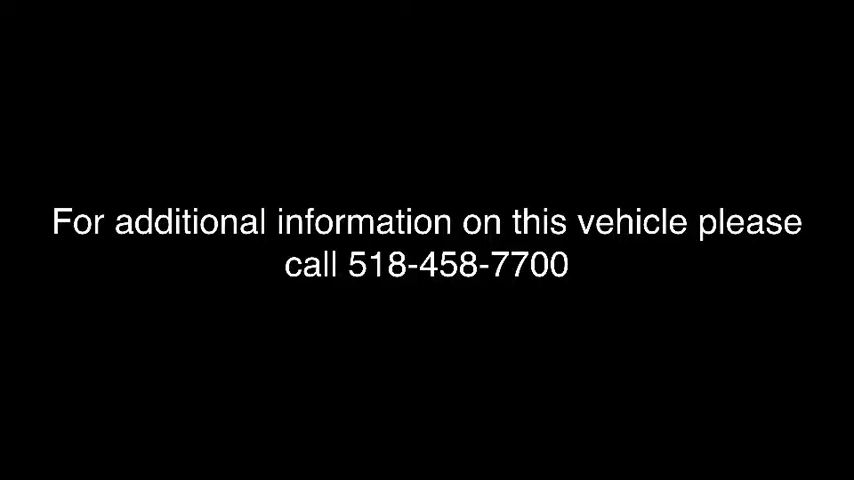 For additional information on this vehicle please
call 518-458-7700